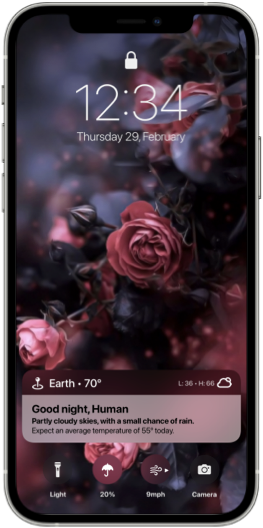 12:34
Thursday 29, February
Earth • 70°
L: 36 • H: 66
Good night, Human
Partly cloudy skies, with a small chance of rain.
Expect an average temperature of 55° today.
Light
20%
9mph
Camera